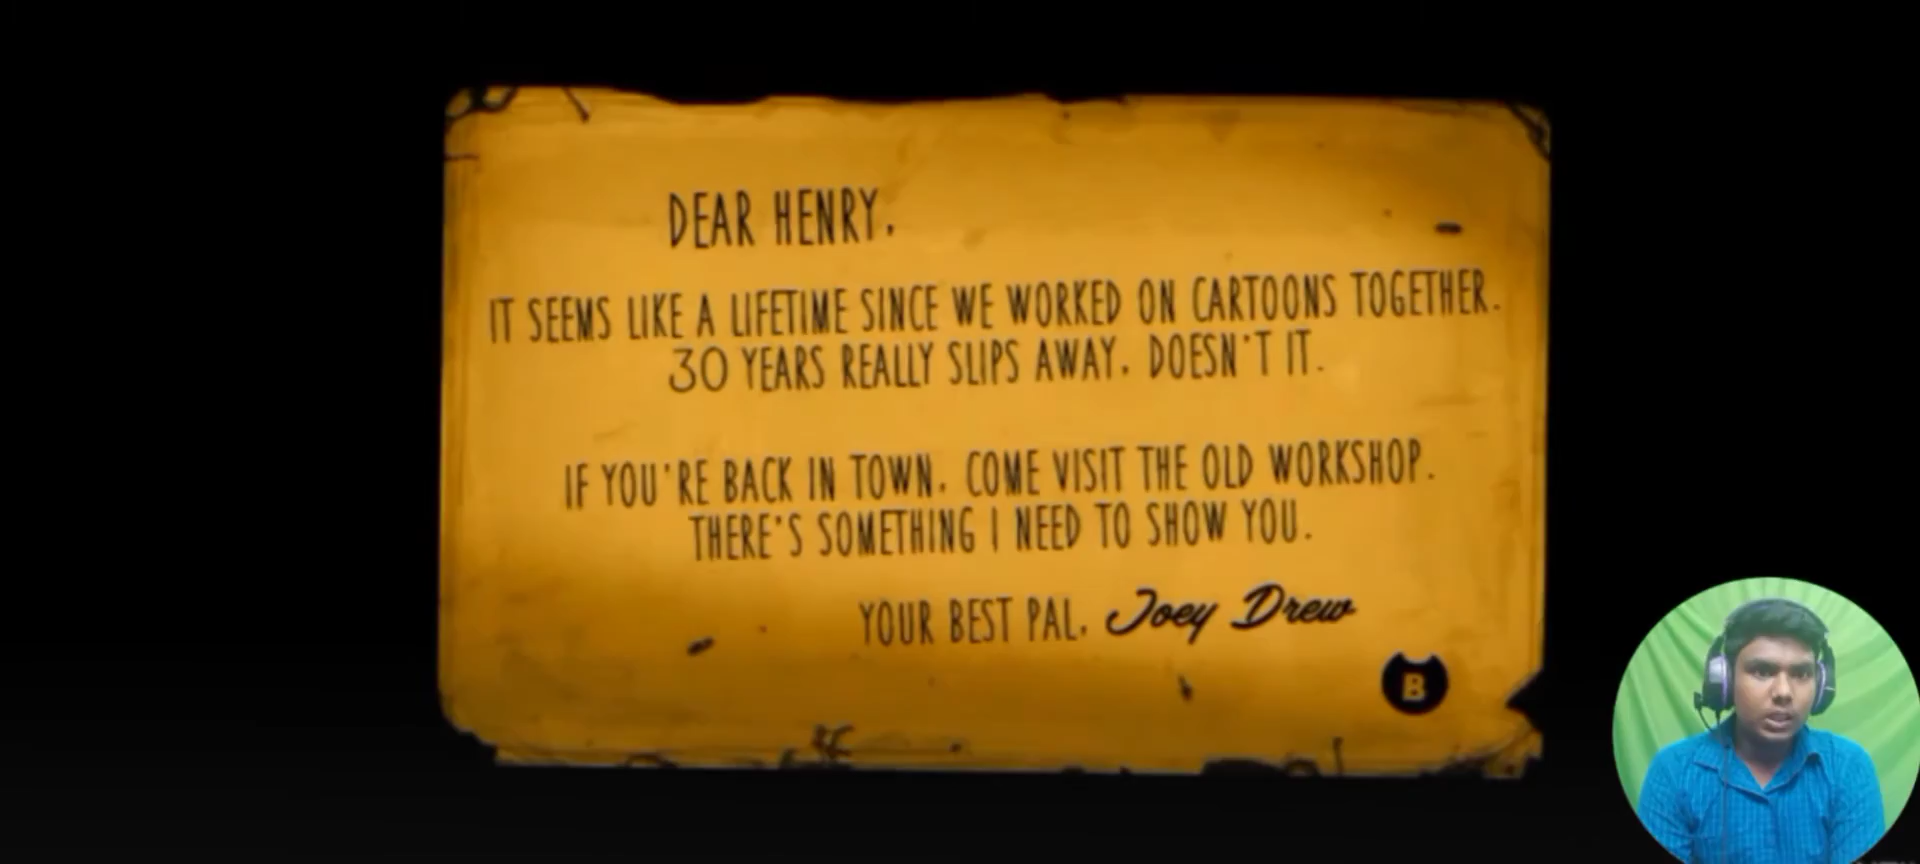 DEAR HENRY,
IT SEEMS LIKE A LIFETIME SINCE WE WORKED ON CARTOONS TOGETHER.
30 YEARS REALLY SLIPS AWAY, DOESN'T IT.
IF YOU'RE BACK IN TOWN, COME VISIT THE OLD WORKSHOP.
THERE'S SOMETHING I NEED TO SHOW YOU.
YOUR BEST PAL, Joey Drew
B